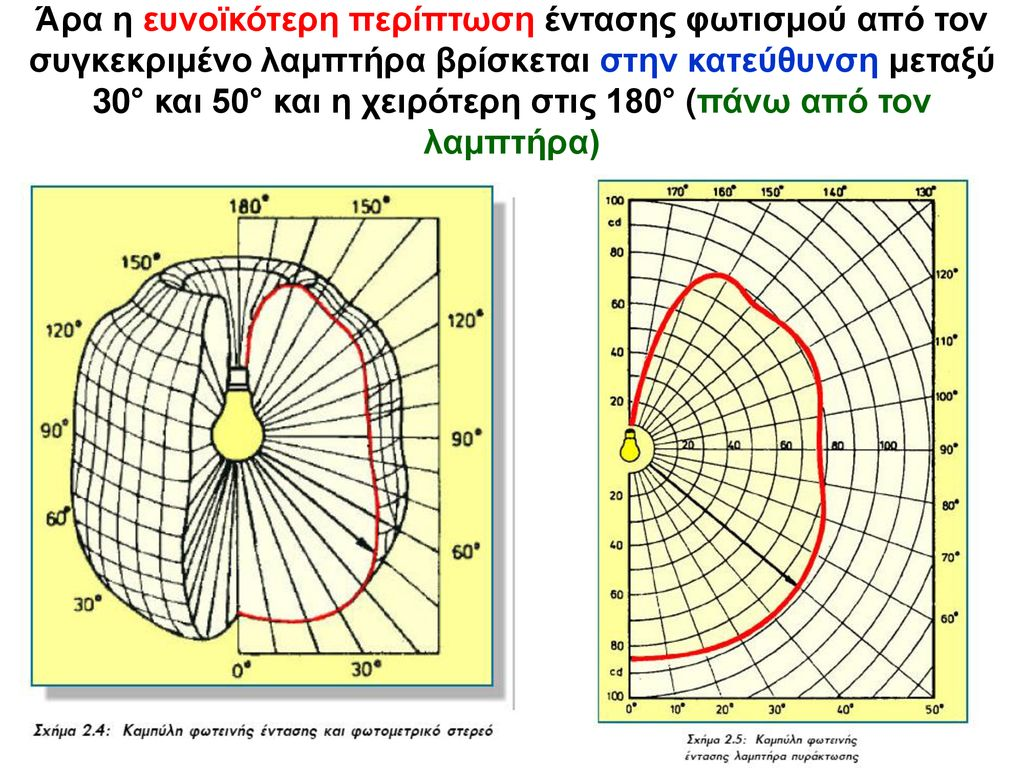 Άρα η ευνοϊκότερη περίπτωση έντασης φωτισμού από τον
συγκεκριμένο λαμπτήρα βρίσκεται στην κατεύθυνση μεταξύ
30° και 50° και η χειρότερη στις 180° (πάνω από τον
λαμπτήρα)
180° 150°
150°
120° 120°
90° 90°
60° 60°
30°
0° 30°
Σχήμα 2.4: Καμπύλη φωτεινής έντασης και φωτομετρικό στερεό
170° 160° 150° 140° 130°
100
cd
80
120°
60
110°
40
100°
20
20 40 60 80 100 90°
20
80°
40
70°
60
60°
80
cd
100
0° 10° 20° 30° 40° 50°
Σχήμα 2.5: Καμπύλη φωτεινής
έντασης λαμπτήρα πυράκτωσης